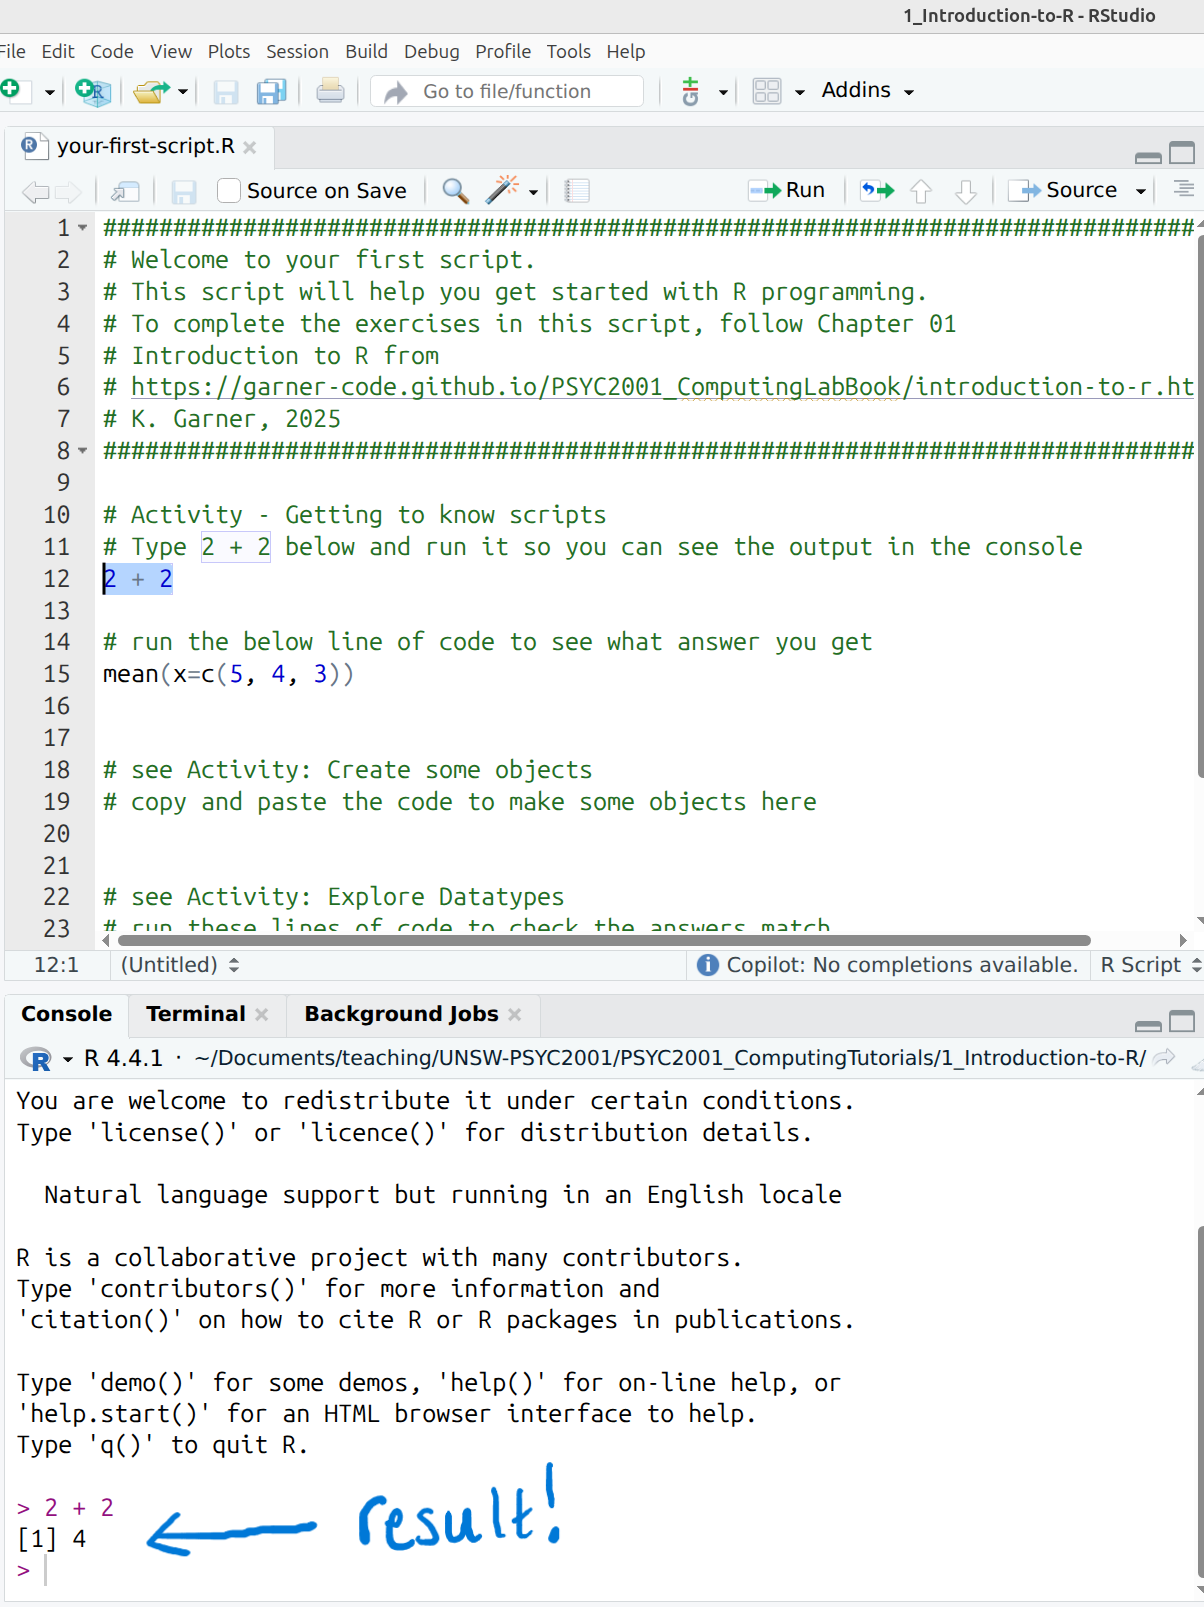 1_Introduction-to-R - RStudio
File Edit Code View Plots Session Build Debug Profile Tools Help
Go to file/function Addins
your-first-script.R
Source on Save Run Source
1 ##############################################################################
2 # Welcome to your first script.
3 # This script will help you get started with R programming.
4 # To complete the exercises in this script, follow Chapter 01
5 # Introduction to R from
6 # https://garner-code.github.io/PSYC2001_ComputingLabBook/introduction-to-r.ht
7 # K. Garner, 2025
8 ##############################################################################
9
10 # Activity - Getting to know scripts
11 # Type 2 + 2 below and run it so you can see the output in the console
12 2 + 2
13
14 # run the below line of code to see what answer you get
15 mean(x=c(5, 4, 3))
16
17
18 # see Activity: Create some objects
19 # copy and paste the code to make some objects here
20
21
22 # see Activity: Explore Datatypes
23 # run these lines of code to check the answers match
12:1 (Untitled) Copilot: No completions available. R Script
Console Terminal Background Jobs
R 4.4.1 · ~/Documents/teaching/UNSW-PSYC2001/PSYC2001_ComputingTutorials/1_Introduction-to-R/
You are welcome to redistribute it under certain conditions.
Type 'license()' or 'licence()' for distribution details.
Natural language support but running in an English locale
R is a collaborative project with many contributors.
Type 'contributors()' for more information and
'citation()' on how to cite R or R packages in publications.
Type 'demo()' for some demos, 'help()' for on-line help, or
'help.start()' for an HTML browser interface to help.
Type 'q()' to quit R.
> 2 + 2
[1] 4
result!
>